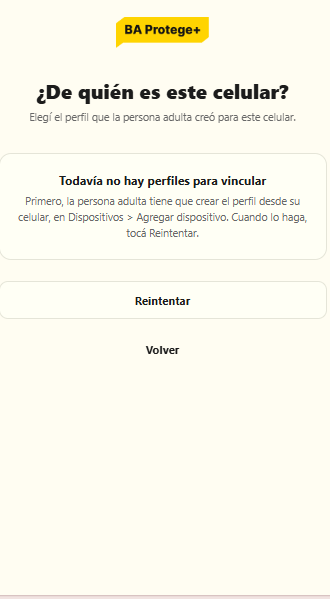 BA Protege+
¿De quién es este celular?
Elegí el perfil que la persona adulta creó para este celular.
Todavía no hay perfiles para vincular
Primero, la persona adulta tiene que crear el perfil desde su
celular, en Dispositivos > Agregar dispositivo. Cuando lo haga,
tocá Reintentar.
Reintentar
Volver